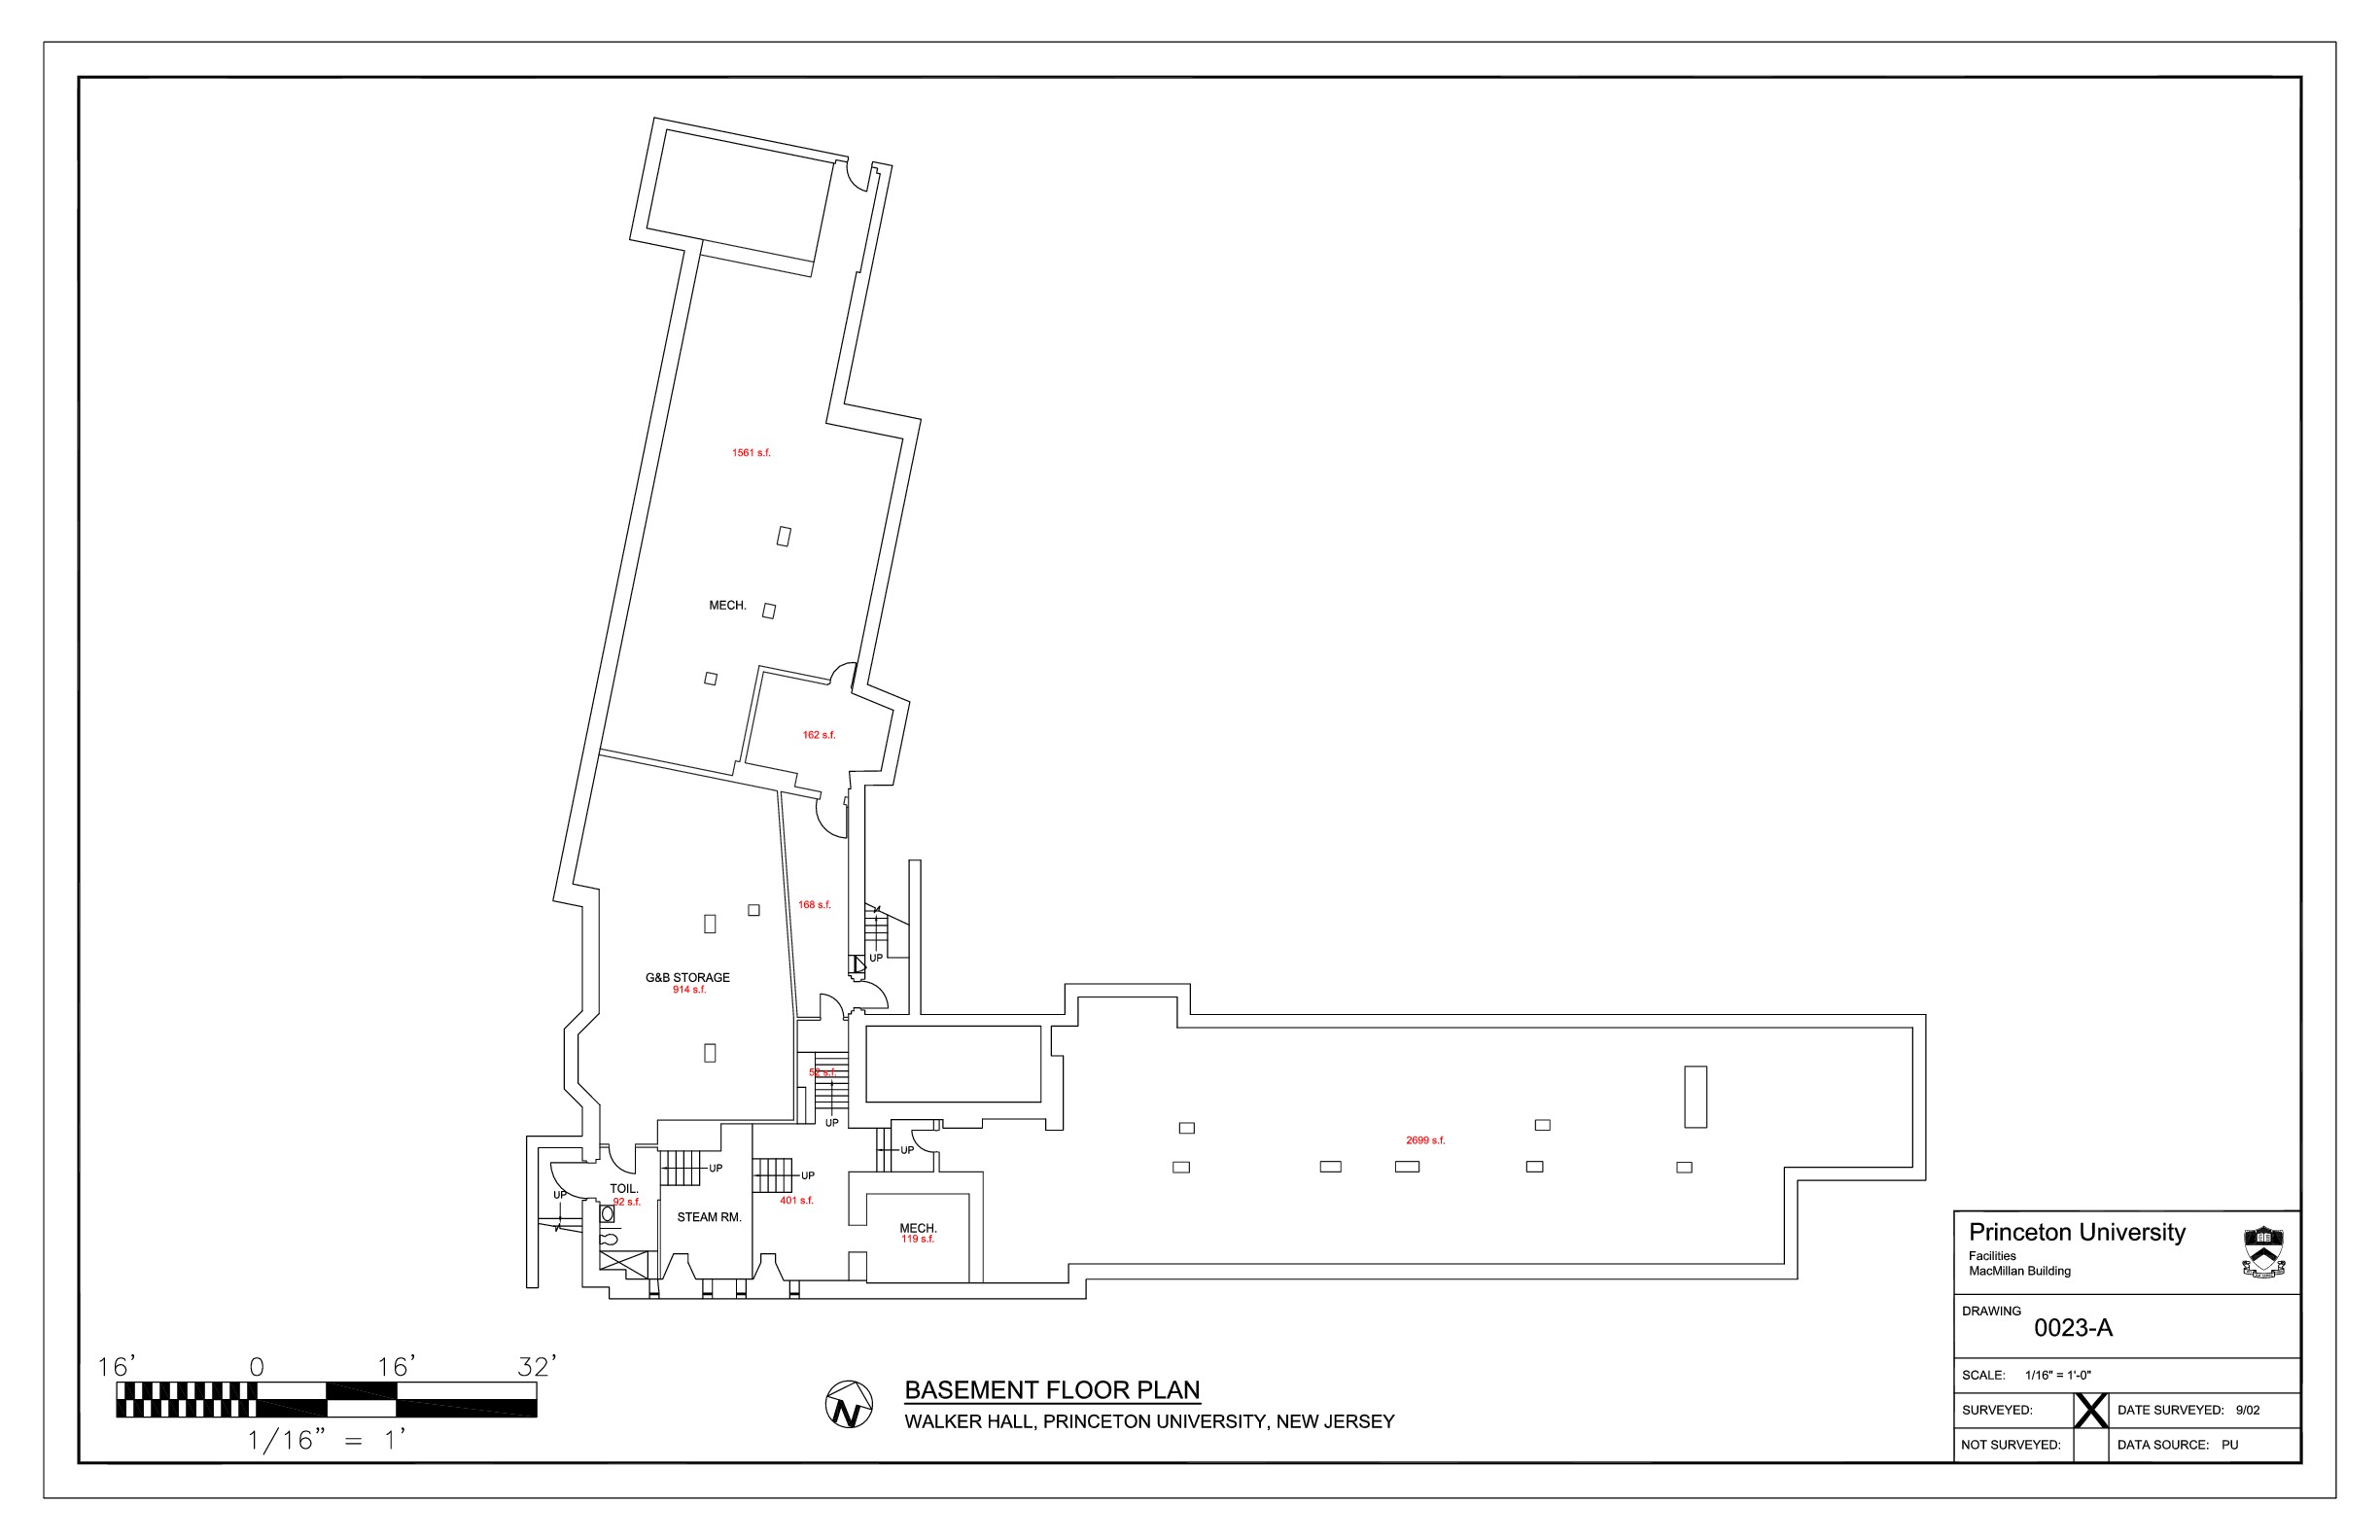 1561 s.f.
MECH.
162 s.f.
168 s.f.
UP
G&B STORAGE
914 s.f.
52 s.f.
UP
2699 s.f.
UP
UP
UP
TOIL.
92 s.f.
UP
401 s.f.
STEAM RM.
MECH.
119 s.f.
16' 0 16' 32'
1/16" = 1'
N
BASEMENT FLOOR PLAN
WALKER HALL, PRINCETON UNIVERSITY, NEW JERSEY
Princeton University
Facilities
MacMillan Building
DRAWING
0023-A
SCALE: 1/16" = 1'-0"
SURVEYED: X DATE SURVEYED: 9/02
NOT SURVEYED: DATA SOURCE: PU